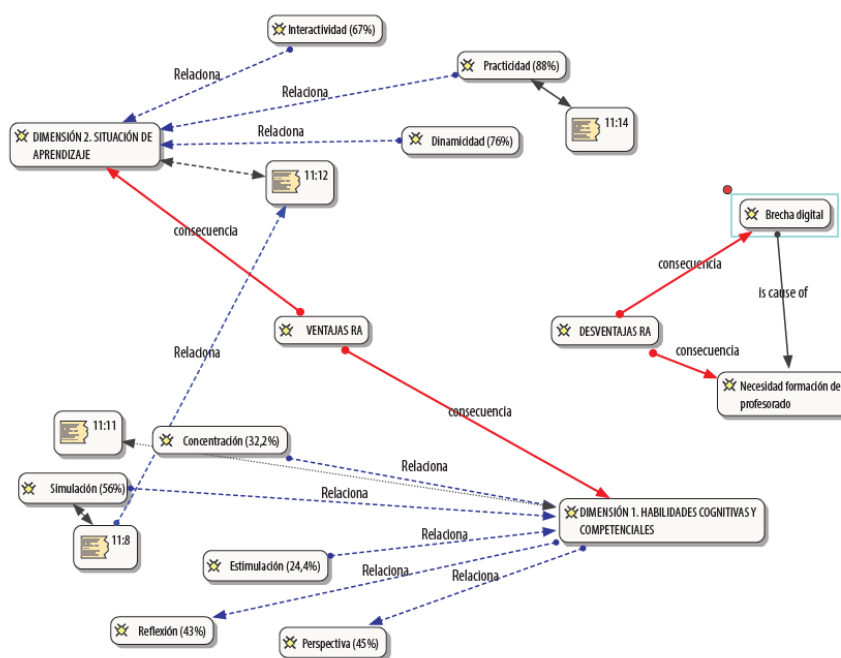 Interactividad (67%)
Relaciona
Practicidad (88%)
Relaciona
11:14
DIMENSIÓN 2. SITUACIÓN DE
APRENDIZAJE
Relaciona
Dinamicidad (76%)
11:12
consecuencia
Brecha digital
consecuencia
is cause of
VENTAJAS RA
DESVENTAJAS RA
consecuencia
Relaciona
Necesidad formación del
profesorado
consecuencia
11:11
Concentración (32,2%)
Relaciona
Simulación (56%)
Relaciona
DIMENSIÓN 1. HABILIDADES COGNITIVAS Y
COMPETENCIALES
11:8
Relaciona
Estimulación (24,4%)
Relaciona
Relaciona
Reflexión (43%)
Perspectiva (45%)